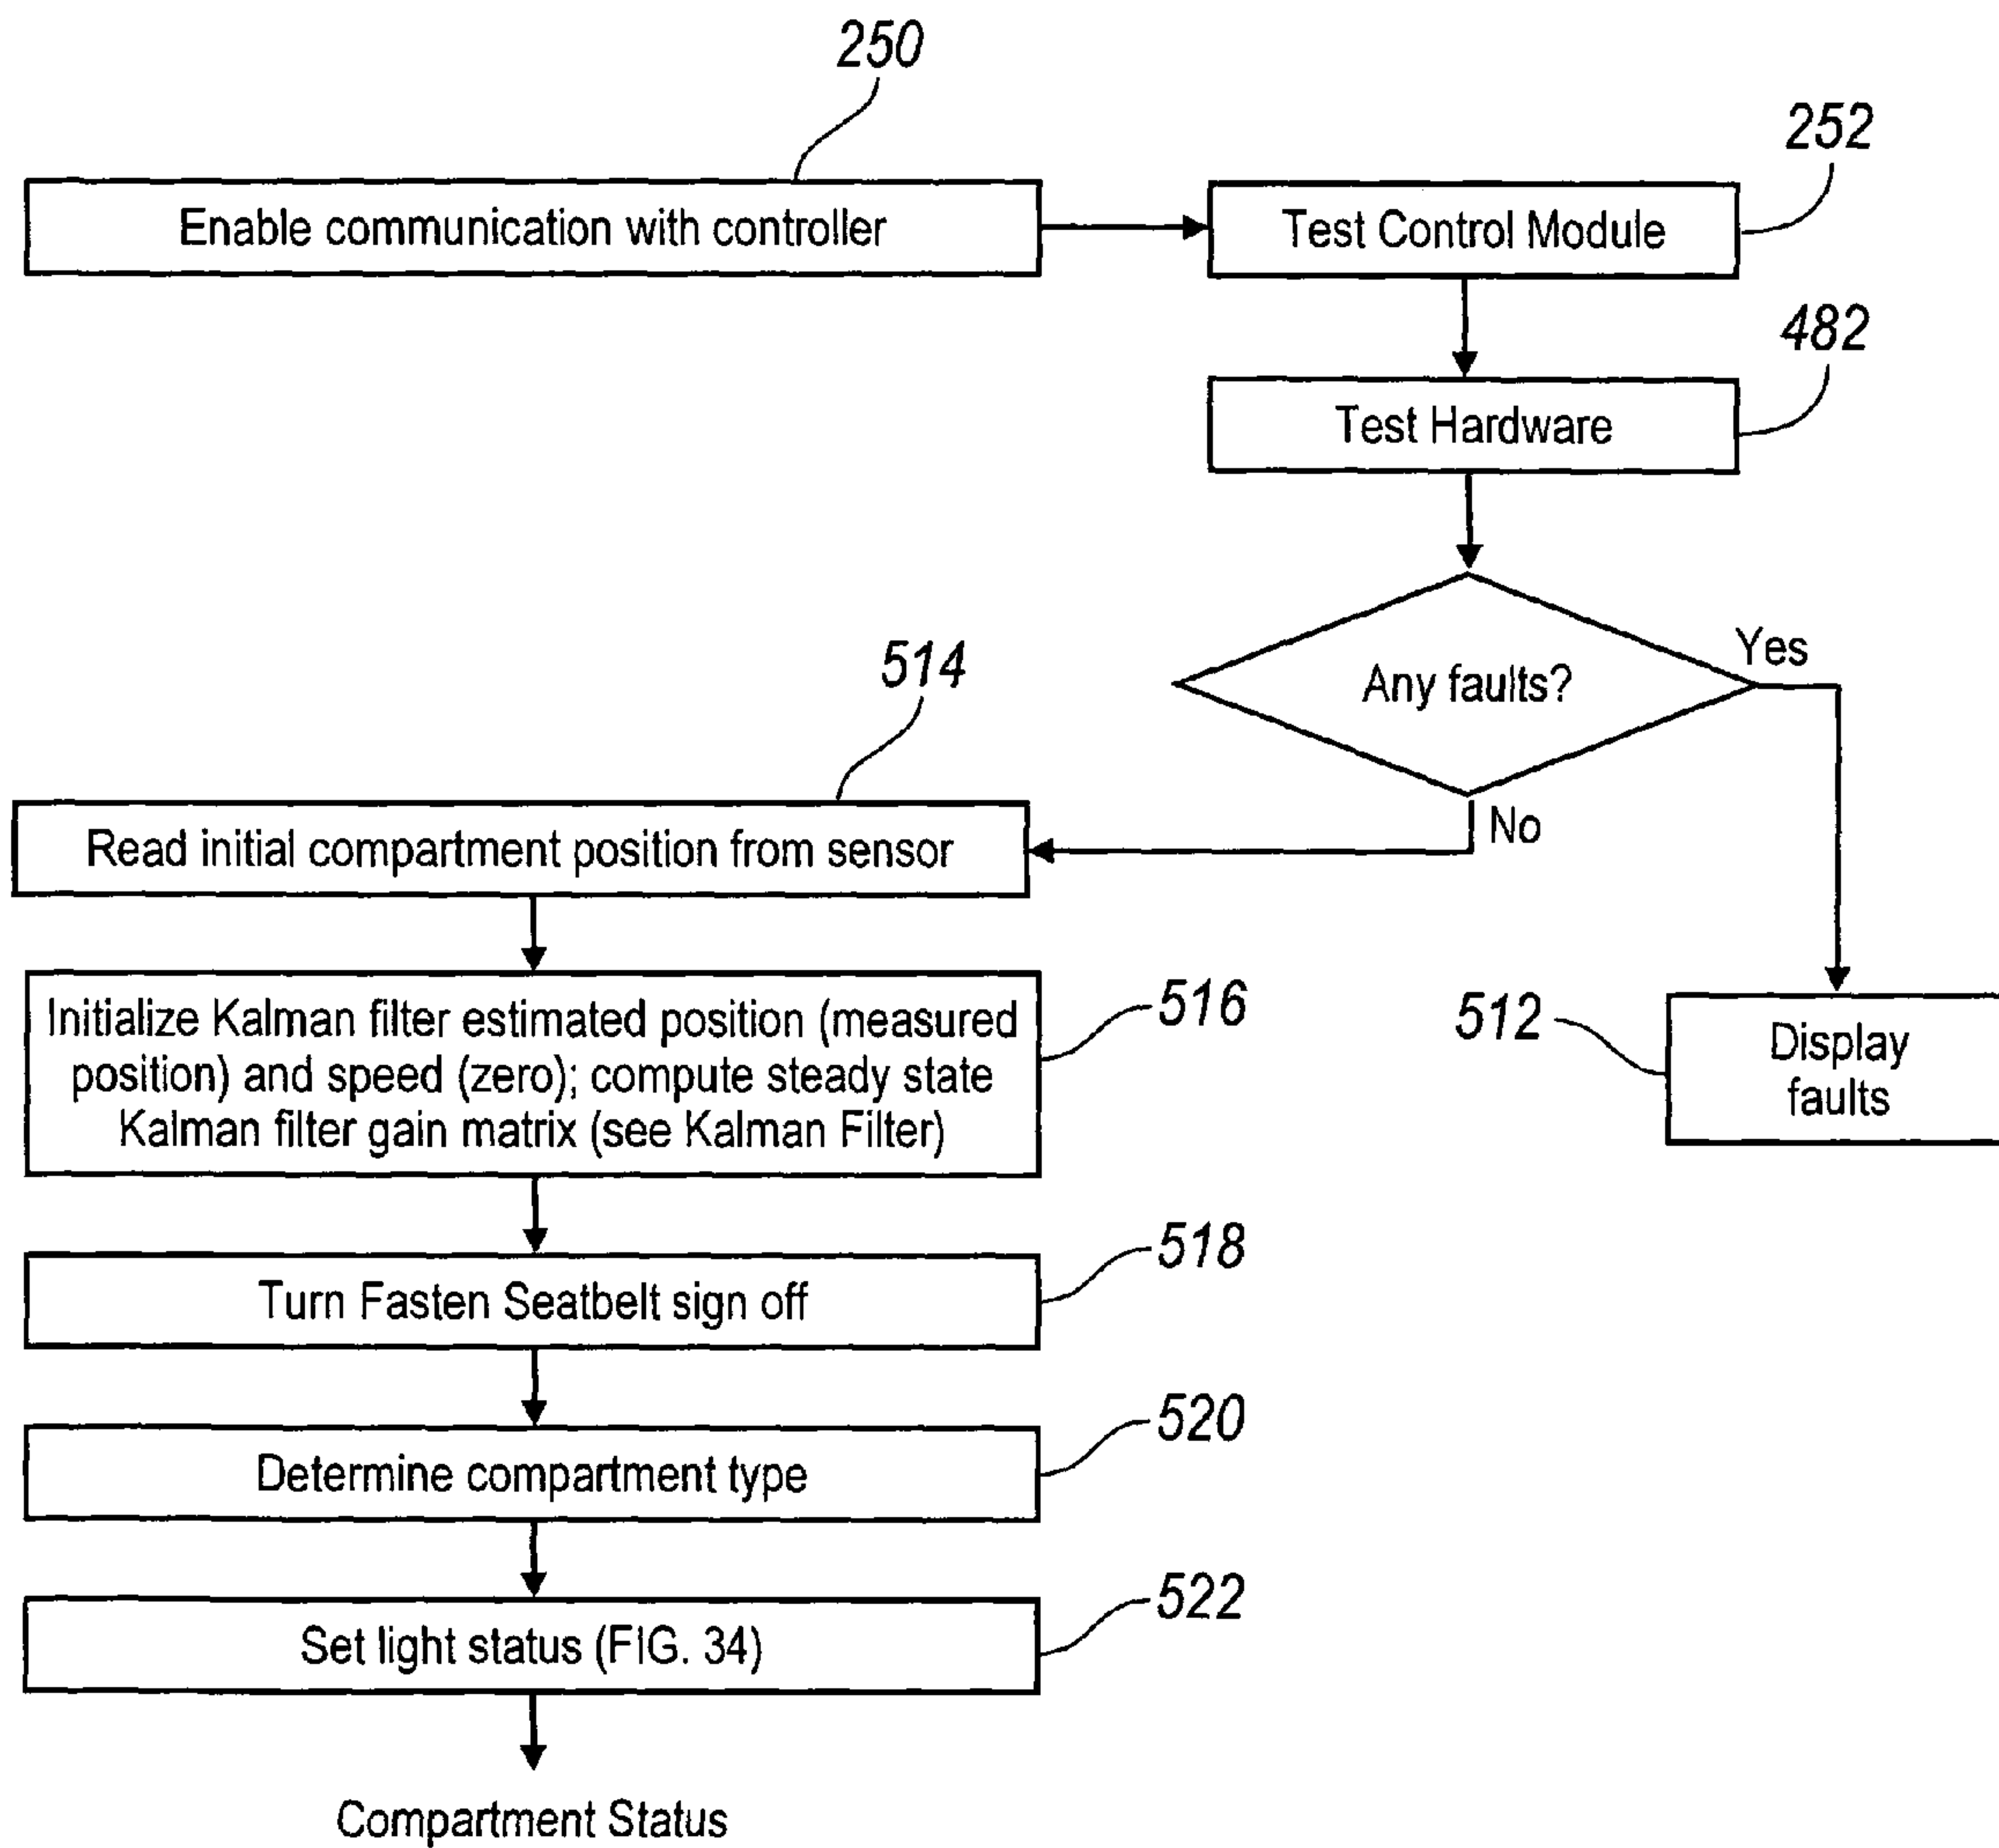 250
252
Enable communication with controller
Test Control Module
482
Test Hardware
514
Any faults?
Yes
No
Read initial compartment position from sensor
516
Initialize Kalman filter estimated position (measured
position) and speed (zero); compute steady state
Kalman filter gain matrix (see Kalman Filter)
512
Display
faults
518
Turn Fasten Seatbelt sign off
520
Determine compartment type
522
Set light status (FIG. 34)
Compartment Status